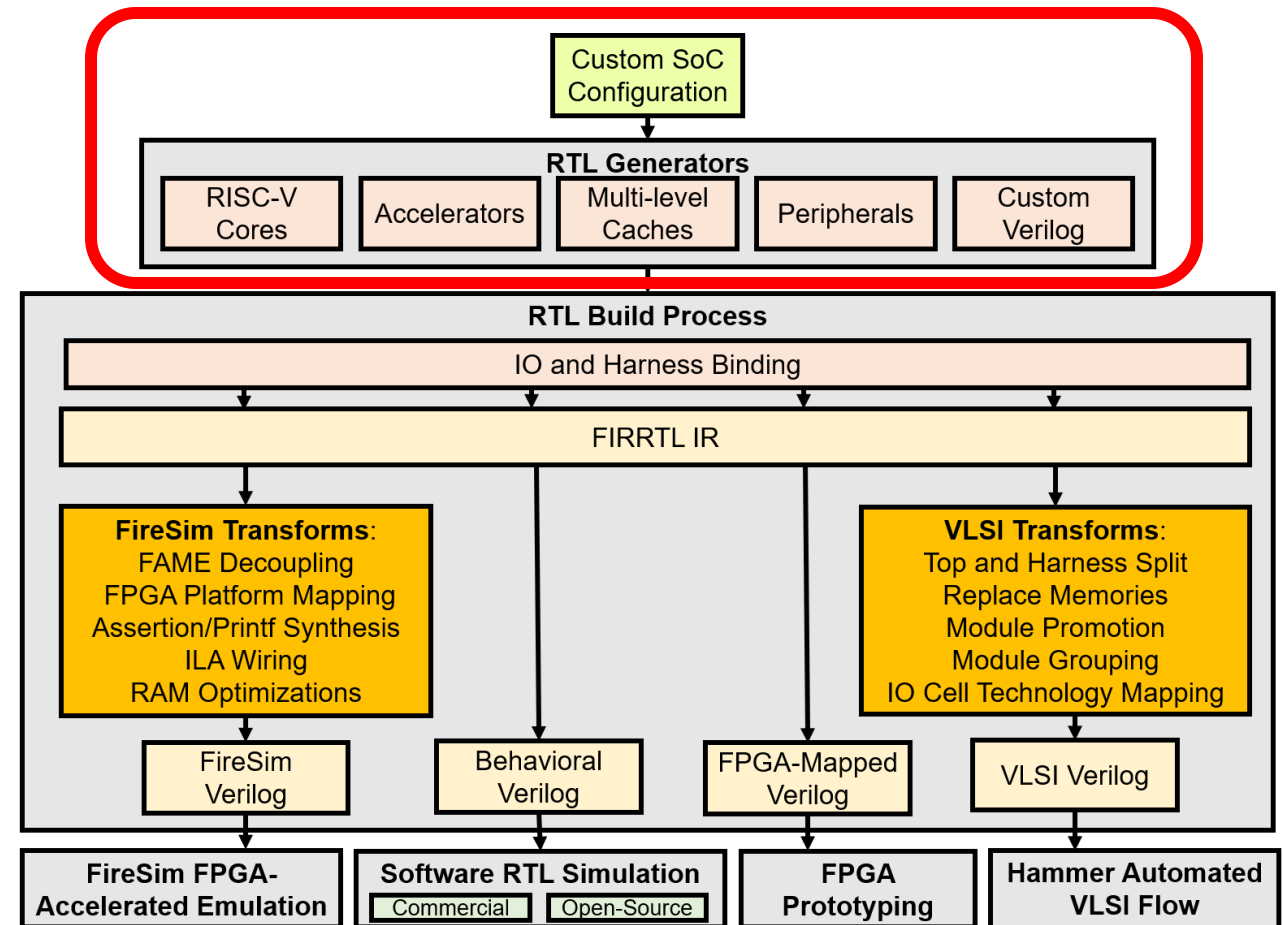 Custom SoC
Configuration
RTL Generators
RISC-V
Cores
Accelerators
Multi-level
Caches
Peripherals
Custom
Verilog
RTL Build Process
IO and Harness Binding
FIRRTL IR
FireSim Transforms:
FAME Decoupling
FPGA Platform Mapping
Assertion/Printf Synthesis
ILA Wiring
RAM Optimizations
VLSI Transforms:
Top and Harness Split
Replace Memories
Module Promotion
Module Grouping
IO Cell Technology Mapping
FireSim
Verilog
Behavioral
Verilog
FPGA-Mapped
Verilog
VLSI Verilog
FireSim FPGA-
Accelerated Emulation
Software RTL Simulation
Commercial
Open-Source
FPGA
Prototyping
Hammer Automated
VLSI Flow